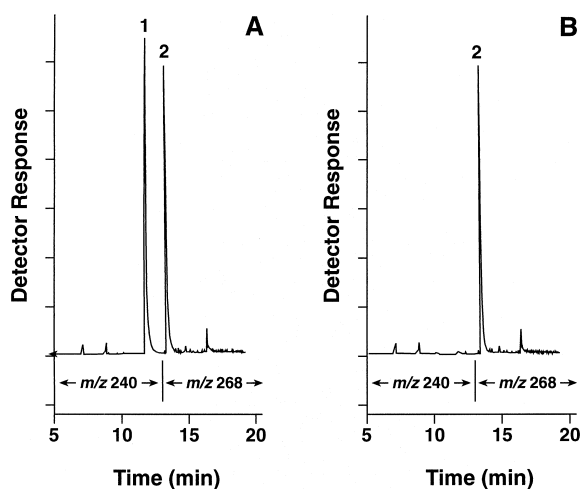 A
1
2
Detector Response
m/z 240
m/z 268
5
10
15
20
Time (min)
B
2
Detector Response
m/z 240
m/z 268
5
10
15
20
Time (min)